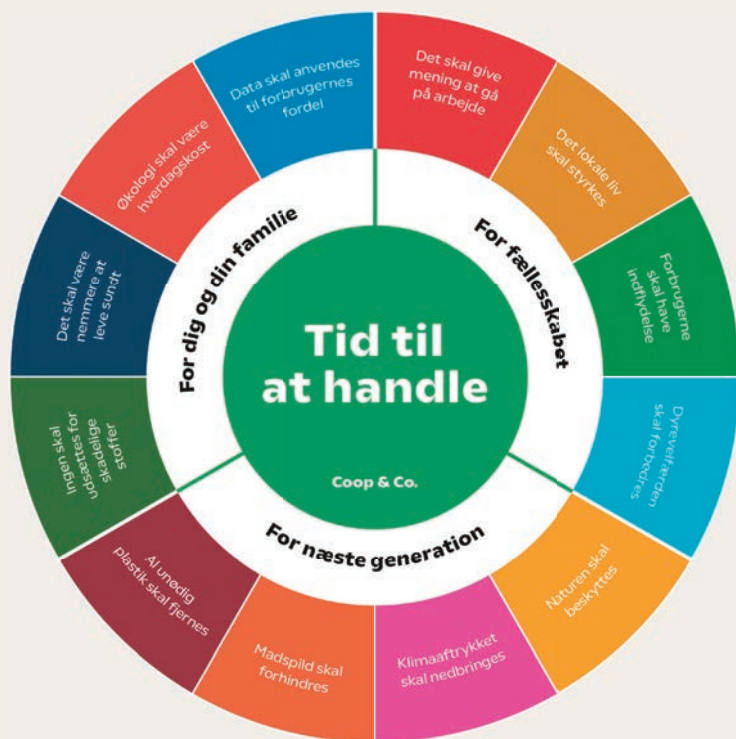 Tid til
at handle
Coop & Co.
For fællesskabet
Det skal give
mening at gå
på arbejde
Det lokale liv
skal styrkes
Forbrugerne
skal have
indflydelse
Dyrevelfærden
skal forbedres
For næste generation
Naturen skal
beskyttes
Klimaaftrykket
skal nedbringes
Madspild skal
forhindres
Al unødig
plastik skal fjernes
For dig og din familie
Ingen skal
udsættes for
skadelige
stoffer
Det skal være
nemmere at
leve sundt
Økologi skal være
hverdagskost
Data skal anvendes
til forbrugernes
fordel